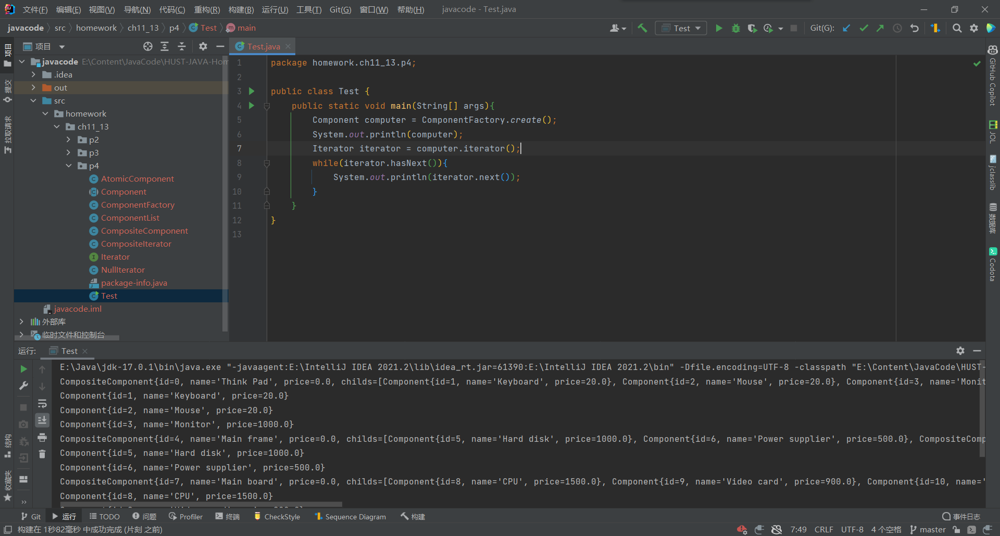 文件(F) 编辑(E) 视图(V) 导航(N) 代码(C) 重构(R) 构建(B) 运行(U) 工具(T) Git(G) 窗口(W) 帮助(H) javacode - Test.java
javacode src homework ch11_13 p4 Test main
Test
Git(G):
项目
Test.java
项目
提交
拉取请求
结构
收藏夹
javacode E:\Content\JavaCode\HUST-JAVA-Hom
.idea
out
src
homework
ch11_13
p2
p3
p4
AtomicComponent
Component
ComponentFactory
ComponentList
CompositeComponent
CompositeIterator
Iterator
NullIterator
package-info.java
Test
javacode.iml
外部库
临时文件和控制台
1 package homework.ch11_13.p4;
2
3 public class Test {
4 public static void main(String[] args){
5 Component computer = ComponentFactory.create();
6 System.out.println(computer);
7 Iterator iterator = computer.iterator();
8 while(iterator.hasNext()){
9 System.out.println(iterator.next());
10 }
11 }
12 }
13
GitHub Copilot
JOL
jclasslib
数据库
Codota
运行: Test
E:\Java\jdk-17.0.1\bin\java.exe "-javaagent:E:\IntelliJ IDEA 2021.2\lib\idea_rt.jar=61390:E:\IntelliJ IDEA 2021.2\bin" -Dfile.encoding=UTF-8 -classpath "E:\Content\JavaCode\HUST-
CompositeComponent{id=0, name='Think Pad', price=0.0, childs=[Component{id=1, name='Keyboard', price=20.0}, Component{id=2, name='Mouse', price=20.0}, Component{id=3, name='Monit
Component{id=1, name='Keyboard', price=20.0}
Component{id=2, name='Mouse', price=20.0}
Component{id=3, name='Monitor', price=1000.0}
CompositeComponent{id=4, name='Main frame', price=0.0, childs=[Component{id=5, name='Hard disk', price=1000.0}, Component{id=6, name='Power supplier', price=500.0}, CompositeComp
Component{id=5, name='Hard disk', price=1000.0}
Component{id=6, name='Power supplier', price=500.0}
CompositeComponent{id=7, name='Main board', price=0.0, childs=[Component{id=8, name='CPU', price=1500.0}, Component{id=9, name='Video card', price=900.0}, Component{id=10, name='
Component{id=8, name='CPU', price=1500.0}
Git 运行 TODO 问题 Profiler 终端 CheckStyle Sequence Diagram 构建 事件日志
构建在 1秒82毫秒 中成功完成 (片刻 之前) 7:49 CRLF UTF-8 4 个空格 master